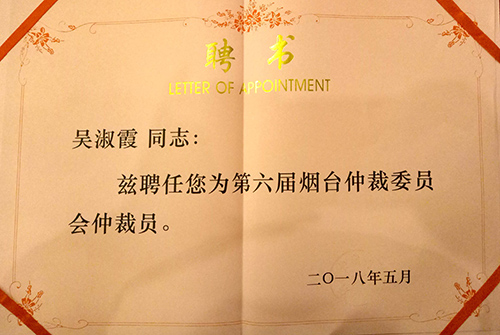 聘书
LETTER OF APPOINTMENT
吴淑霞 同志：
兹聘任您为第六届烟台仲裁委员
会仲裁员。
二〇一八年五月